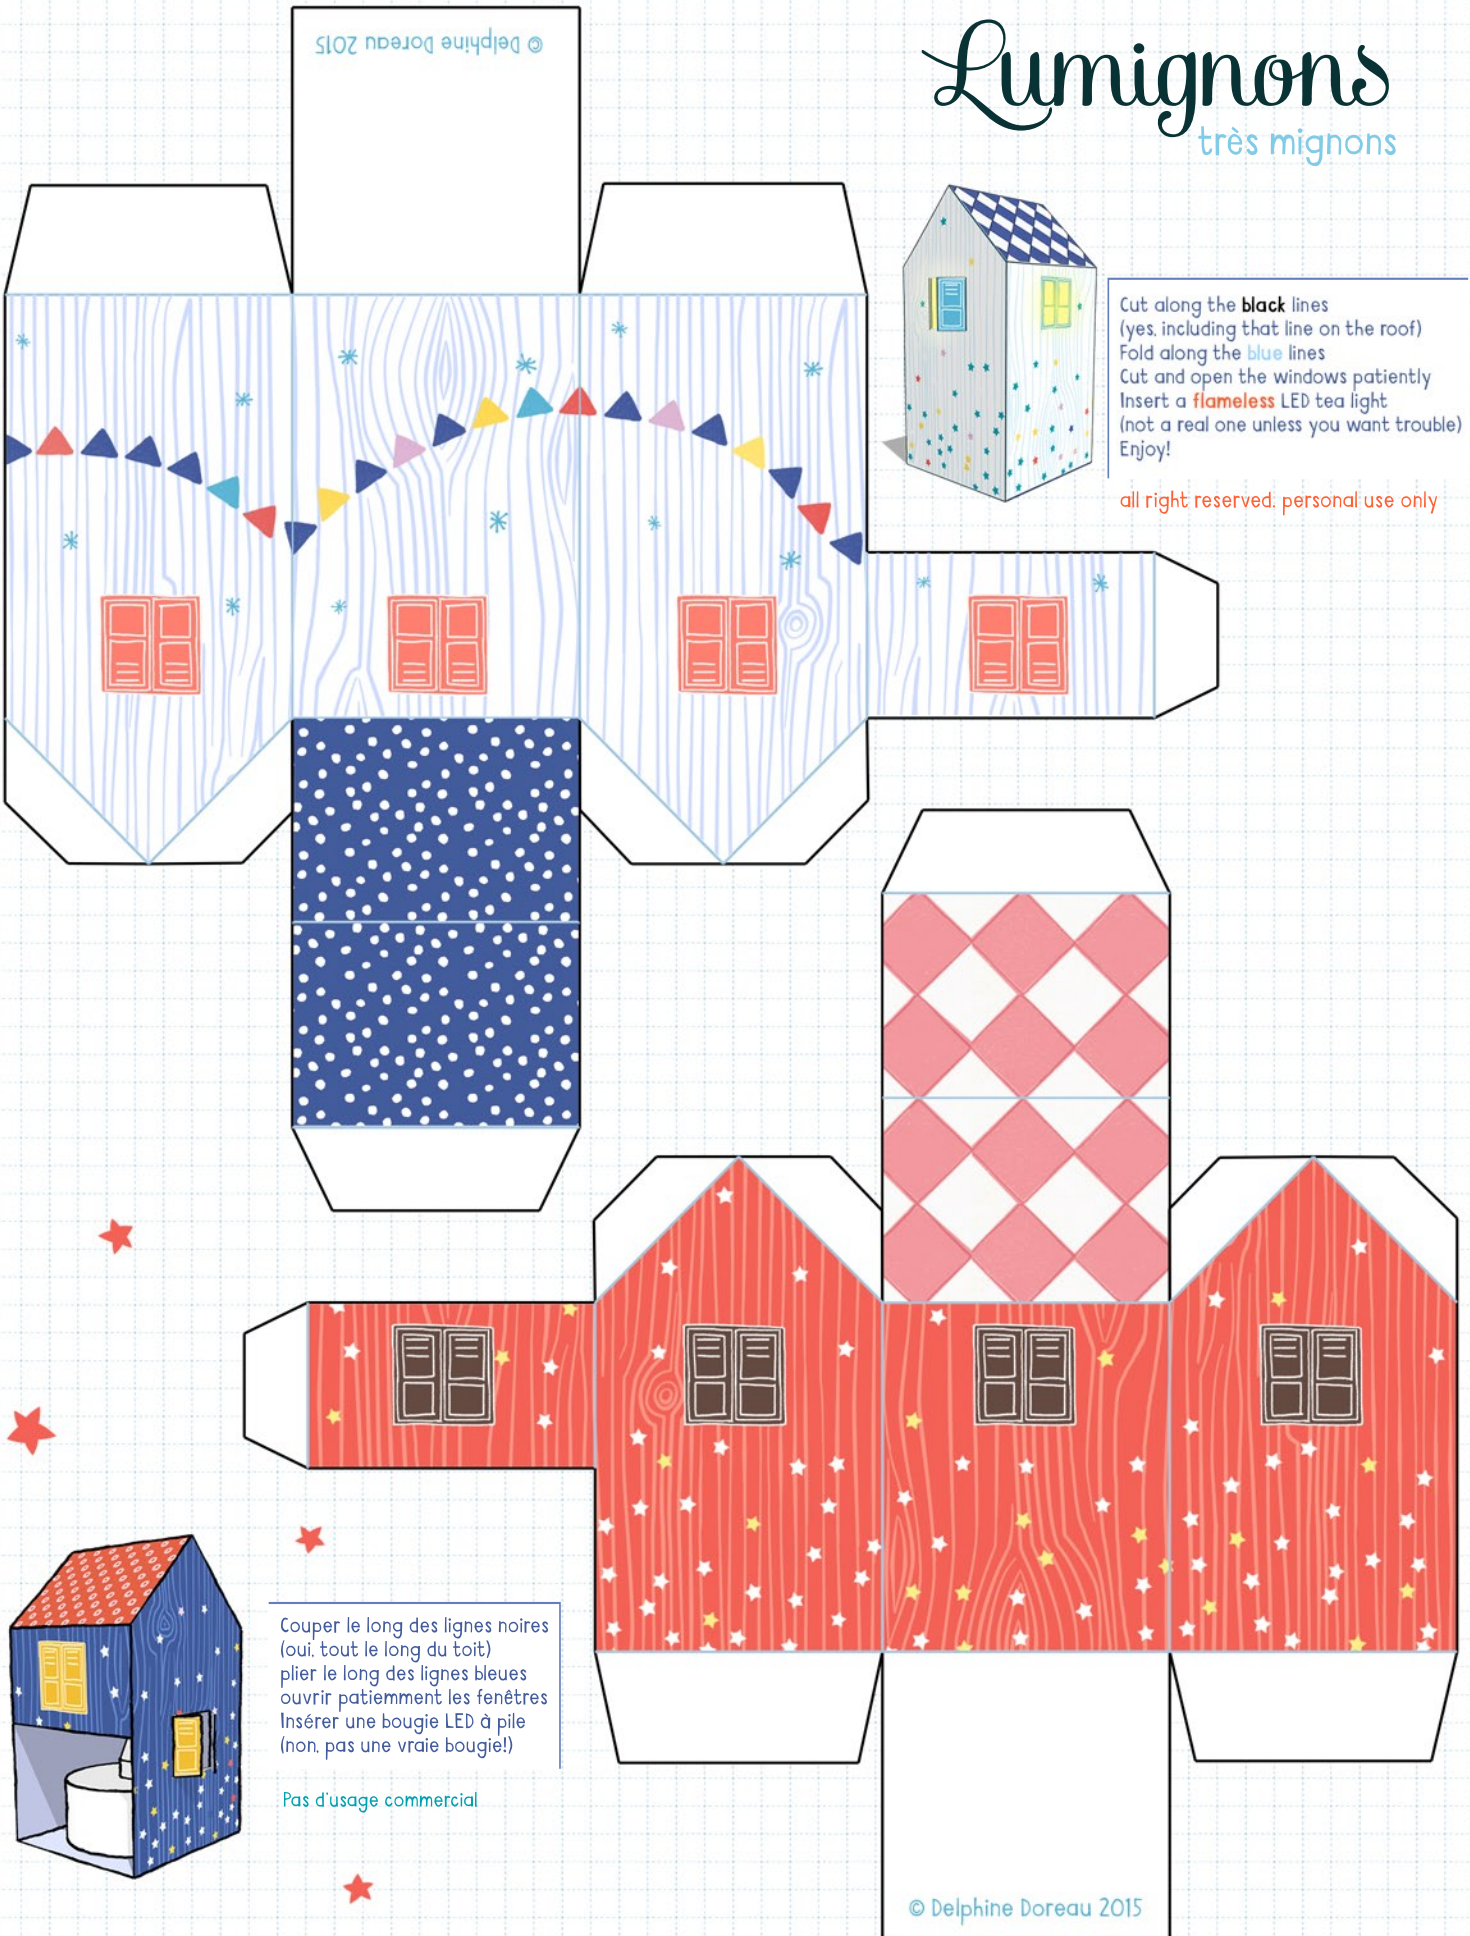 © Delphine Doreau 2015
Lumignons
très mignons
Cut along the black lines
(yes, including that line on the roof)
Fold along the blue lines
Cut and open the windows patiently
Insert a flameless LED tea light
(not a real one unless you want trouble)
Enjoy!
all right reserved. personal use only
Couper le long des lignes noires
(oui, tout le long du toit)
plier le long des lignes bleues
ouvrir patiemment les fenêtres
Insérer une bougie LED à pile
(non, pas une vraie bougie!)
Pas d'usage commercial
© Delphine Doreau 2015